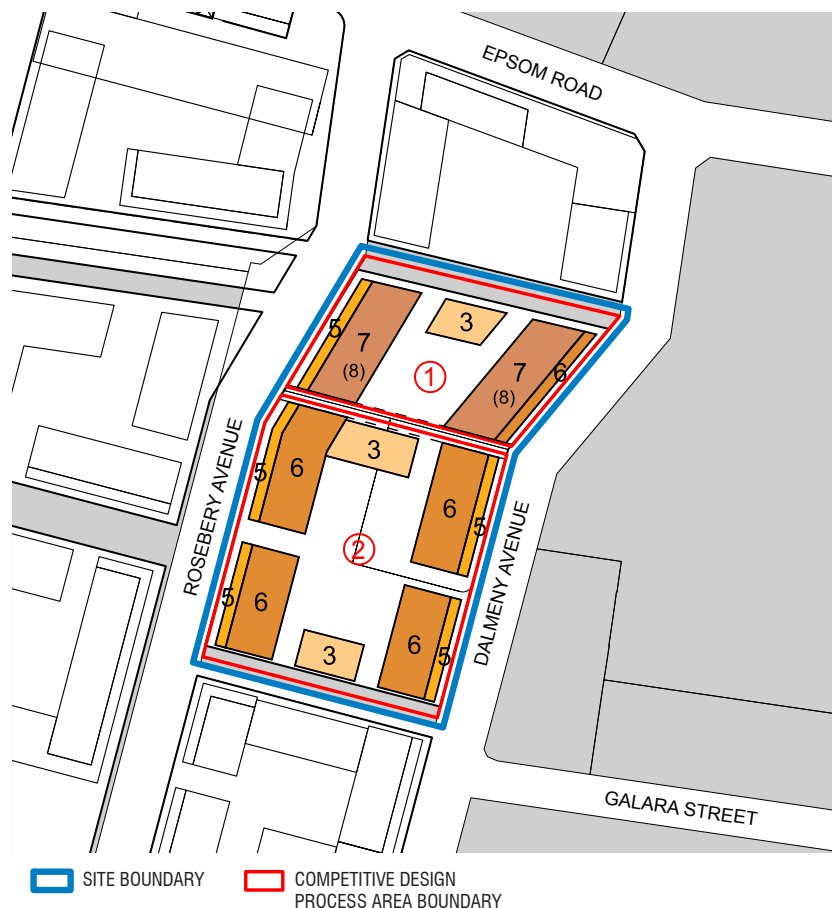 EPSOM ROAD
3
5
7
(8)
1
7
(8)
6
3
5
6
6
5
2
ROSEBERY AVENUE
DALMENY AVENUE
5
6
6
5
3
GALARA STREET
SITE BOUNDARY
COMPETITIVE DESIGN
PROCESS AREA BOUNDARY